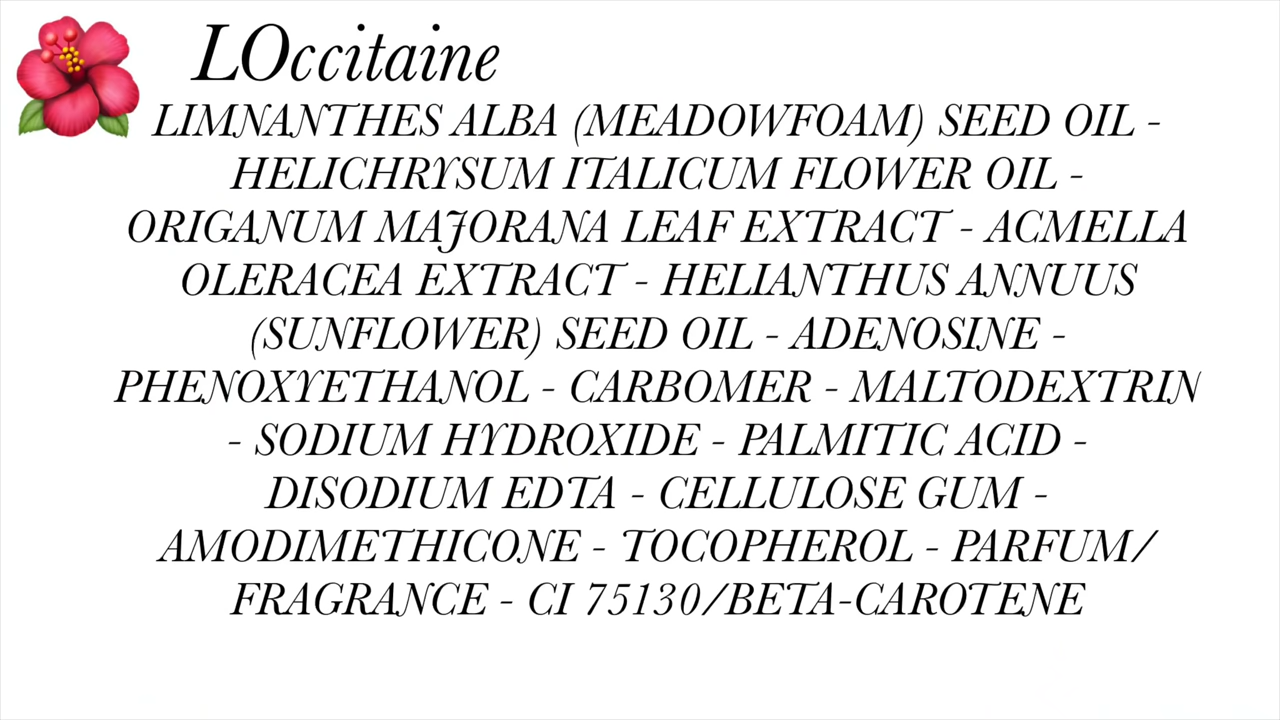 LOccitaine
LIMNANTHES ALBA (MEADOWFOAM) SEED OIL -
HELICHRYSUM ITALICUM FLOWER OIL -
ORIGANUM MAJORANA LEAF EXTRACT - ACMELLA
OLERACEA EXTRACT - HELIANTHUS ANNUUS
(SUNFLOWER) SEED OIL - ADENOSINE -
PHENOXYETHANOL - CARBOMER - MALTODEXTRIN
- SODIUM HYDROXIDE - PALMITIC ACID -
DISODIUM EDTA - CELLULOSE GUM -
AMODIMETHICONE - TOCOPHEROL - PARFUM/
FRAGRANCE - CI 75130/BETA-CAROTENE